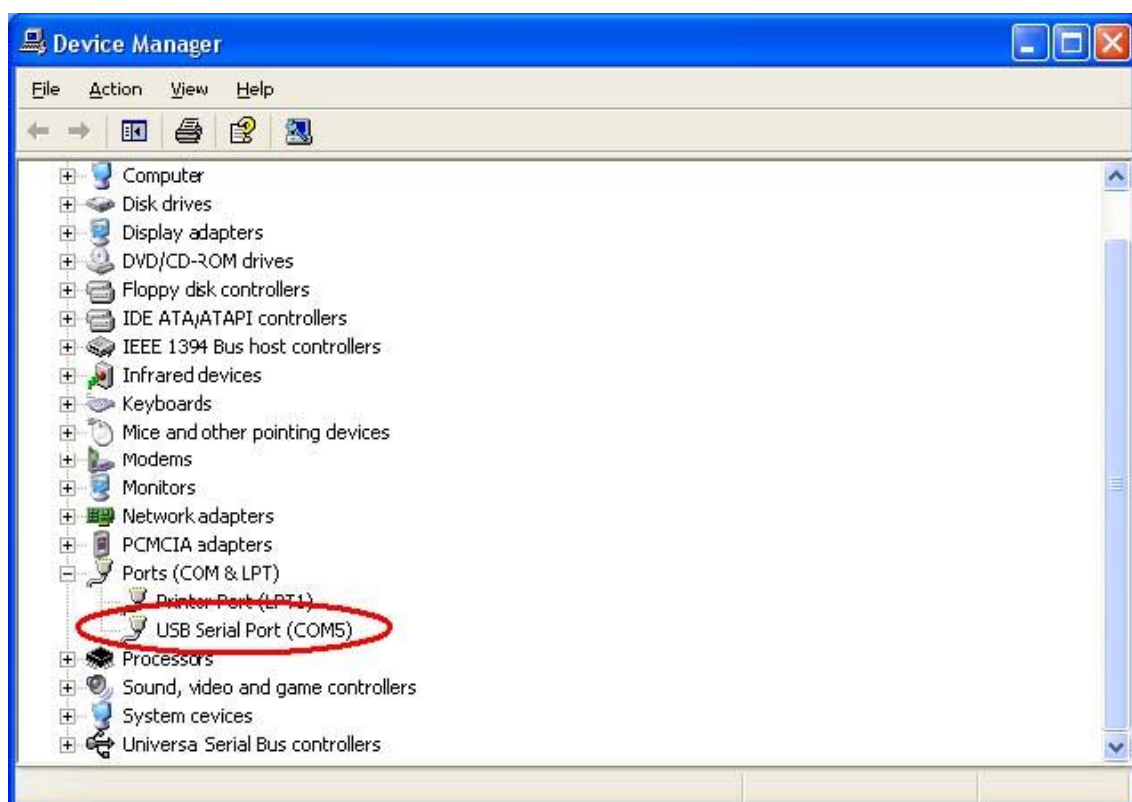 Device Manager
File Action View Help
Computer
Disk drives
Display adapters
DVD/CD-ROM drives
Floppy disk controllers
IDE ATA/ATAPI controllers
IEEE 1394 Bus host controllers
Infrared devices
Keyboards
Mice and other pointing devices
Modems
Monitors
Network adapters
PCMCIA adapters
Ports (COM & LPT)
Printer Port (LPT1)
USB Serial Port (COM5)
Processors
Sound, video and game controllers
System cevices
Universa Serial Bus controllers